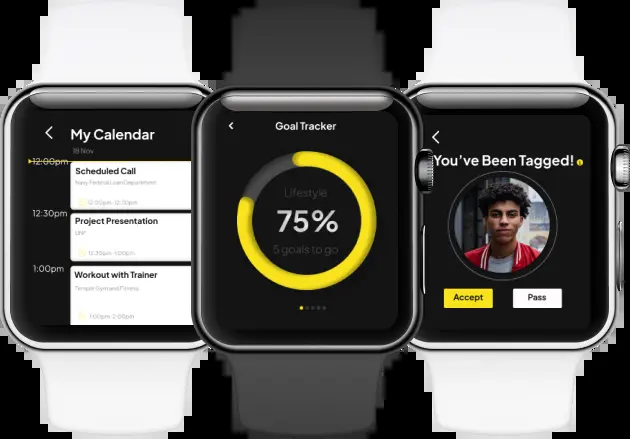 My Calendar
18 Nov
12:00pm
Scheduled Call
Navy Federal Loan Department
12:00pm-12:30pm
12:30pm
Project Presentation
12:30pm-1:00pm
1:00pm
Workout with Trainer
Temple Gym and Fitness
1:00pm-2:00pm
Goal Tracker
Lifestyle
75%
5 goals to go
You've Been Tagged!
Accept
Pass